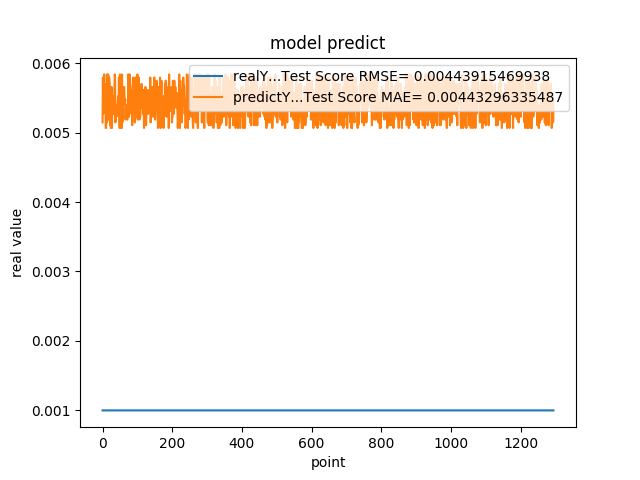 model predict
realY...Test Score RMSE= 0.00443915469938
predictY...Test Score MAE= 0.00443296335487
0.006
0.005
0.004
0.003
0.002
0.001
real value
0 200 400 600 800 1000 1200
point